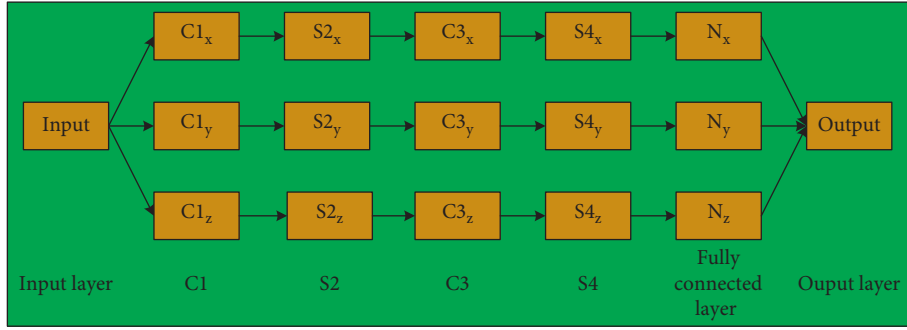 C1x S2x C3x S4x Nx
Input C1y S2y C3y S4y Ny Output
C1z S2z C3z S4z Nz
Input layer C1 S2 C3 S4 Fully connected layer Ouput layer